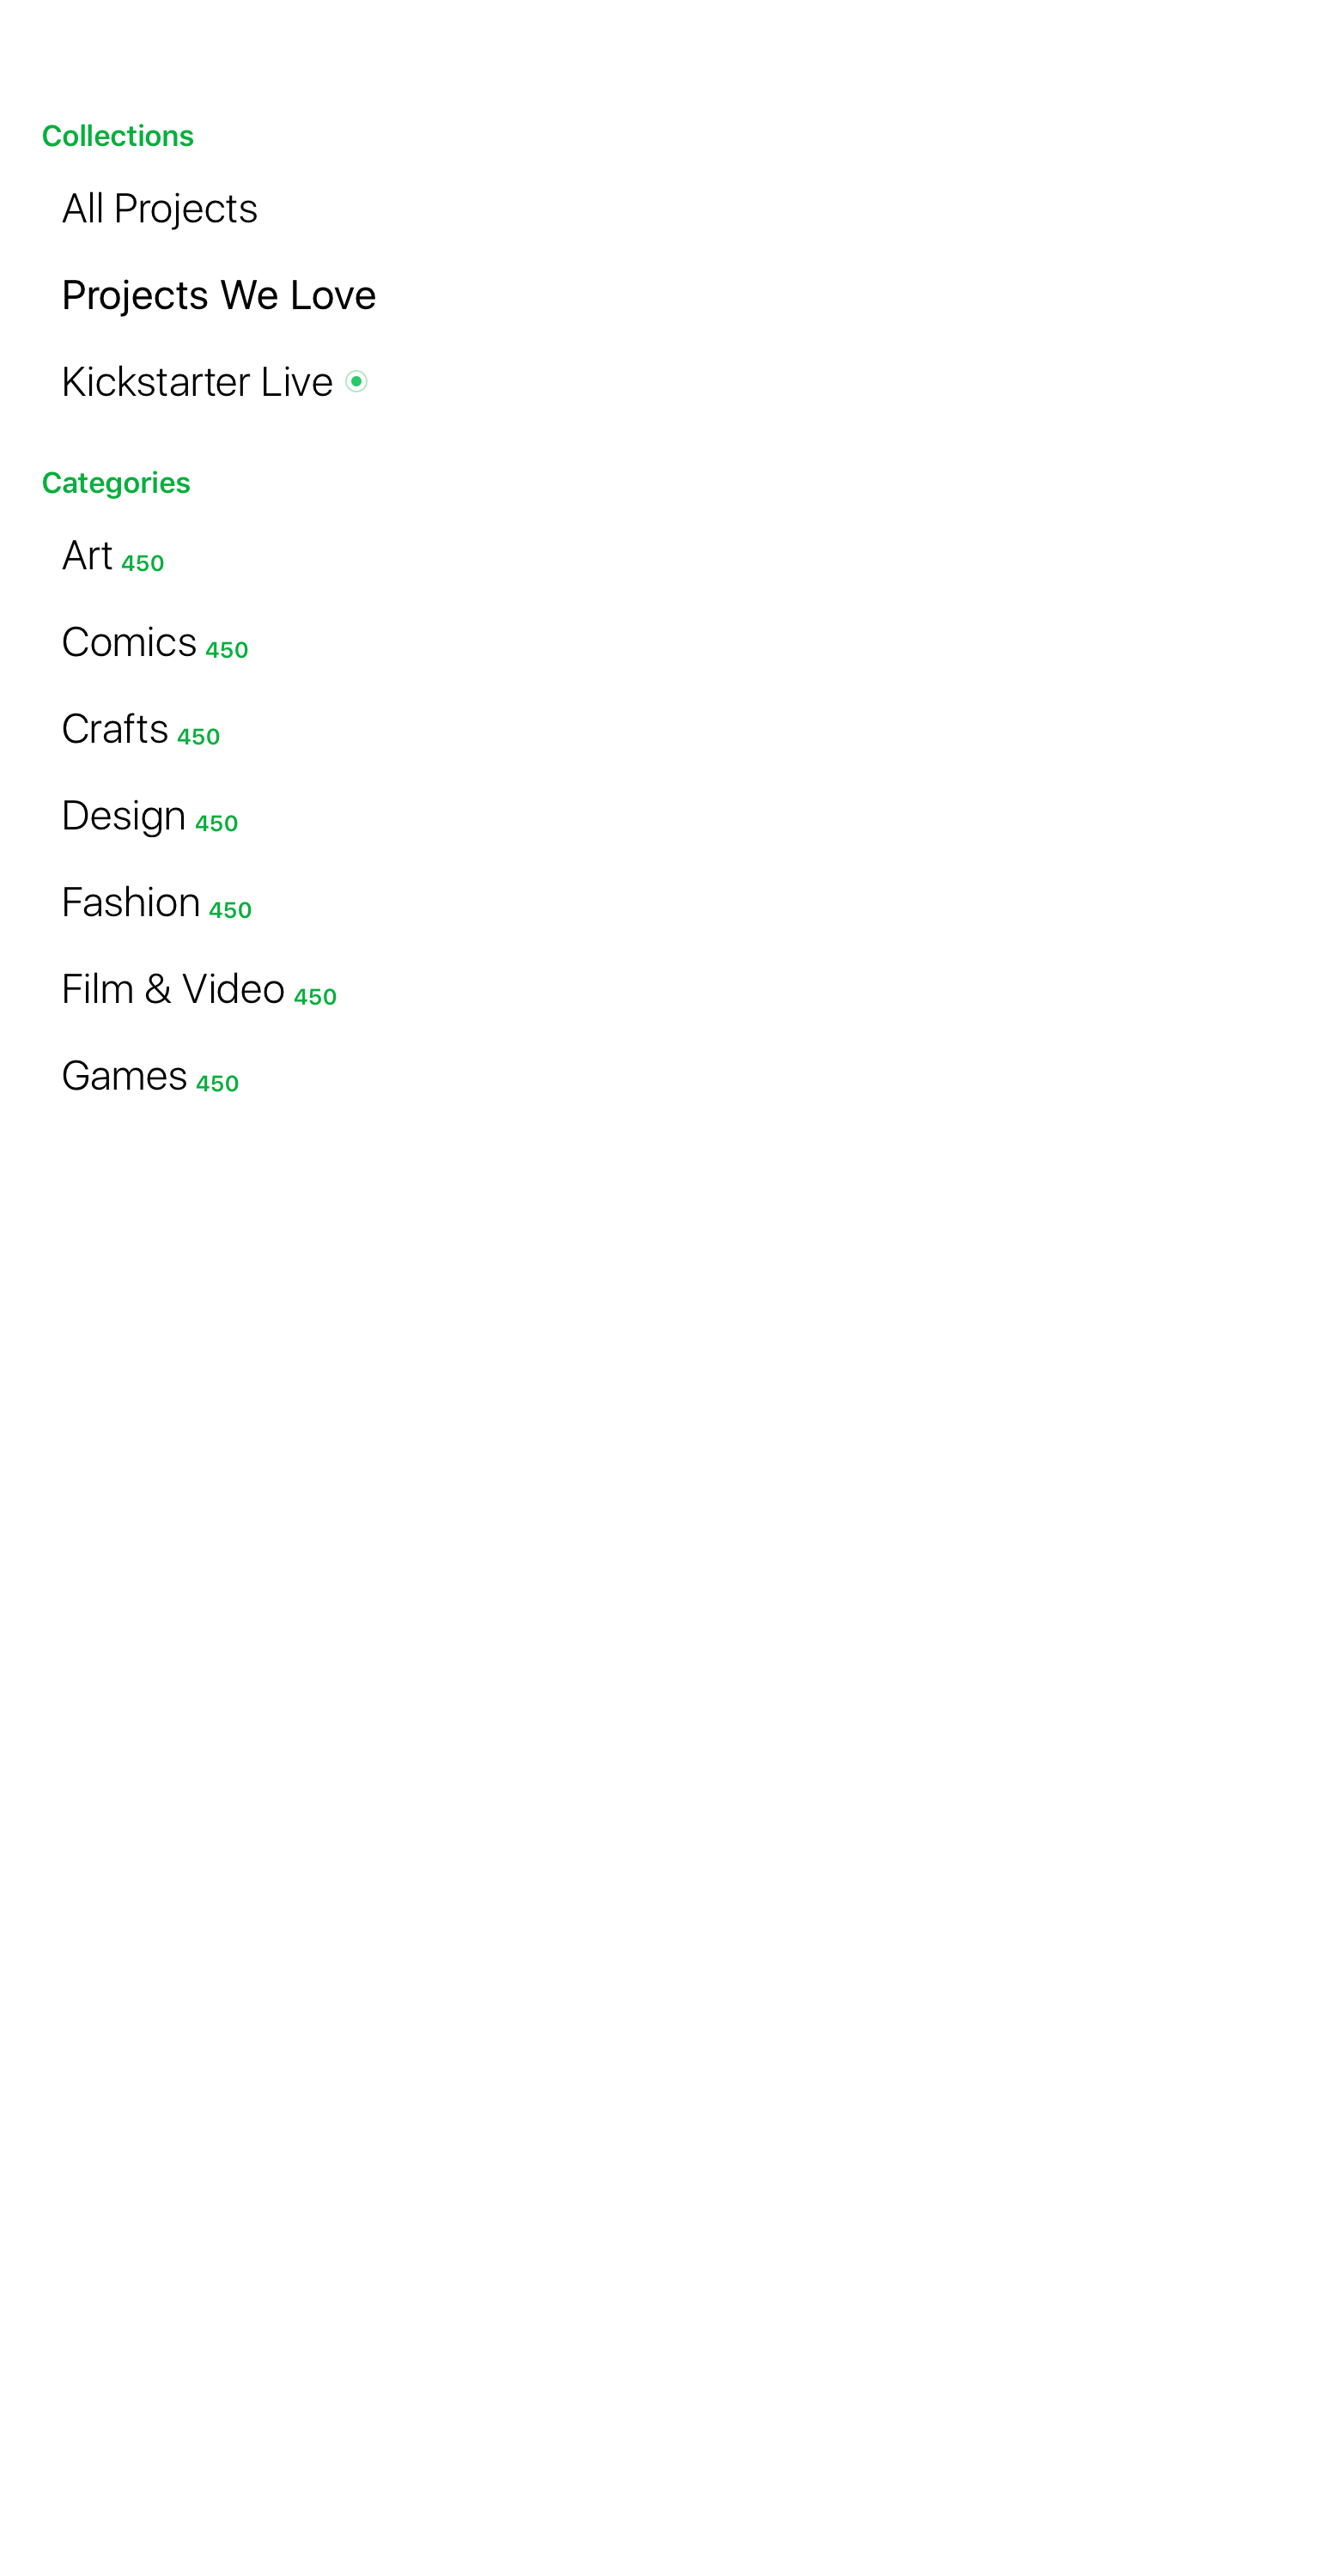 Collections
All Projects
Projects We Love
Kickstarter Live
Categories
Art 450
Comics 450
Crafts 450
Design 450
Fashion 450
Film & Video 450
Games 450